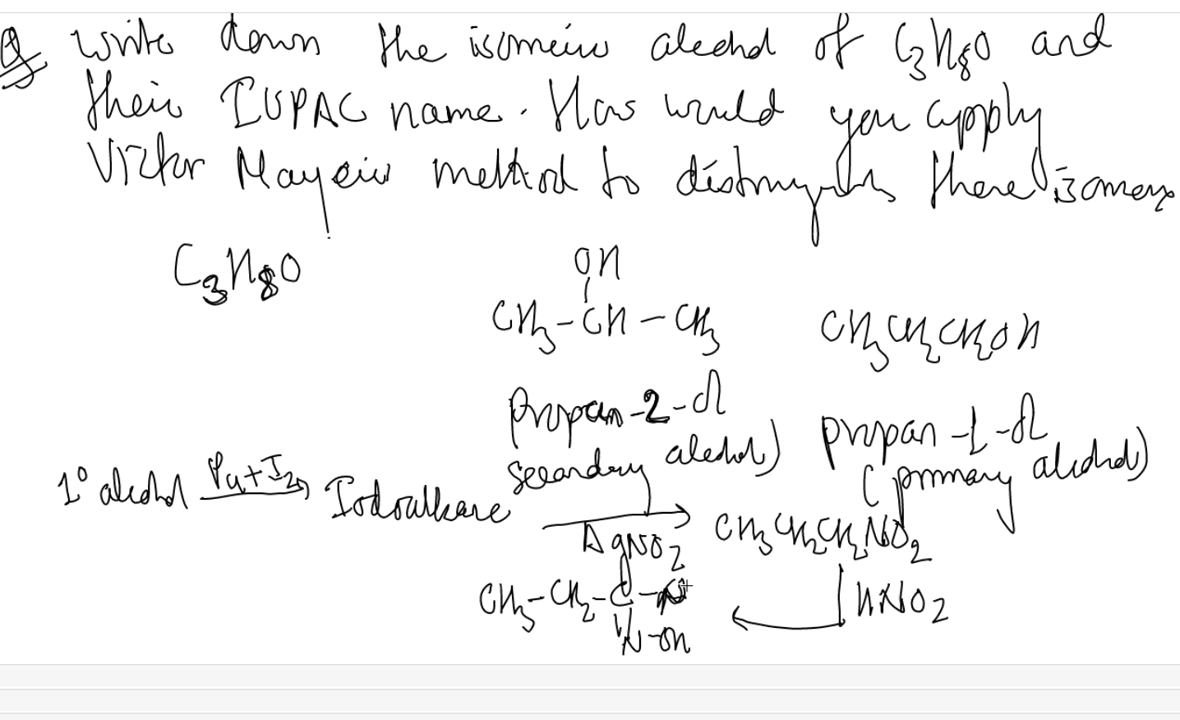 Q Write down the isomeric alcohol of C3H8O and
their IUPAC name. How would you apply
Victor Mayer's method to distinguish these isomers
C3H8O
OH
CH3-CH-CH3
CH3CH2CH2OH
Propan-2-ol
secondary alcohol)
propan-1-ol
(primary alcohol)
1° alcohol P4+I2 Iodoalkane
AgNO2
CH3CH2CH2NO2
HNO2
CH3-CH2-C-
N-OH